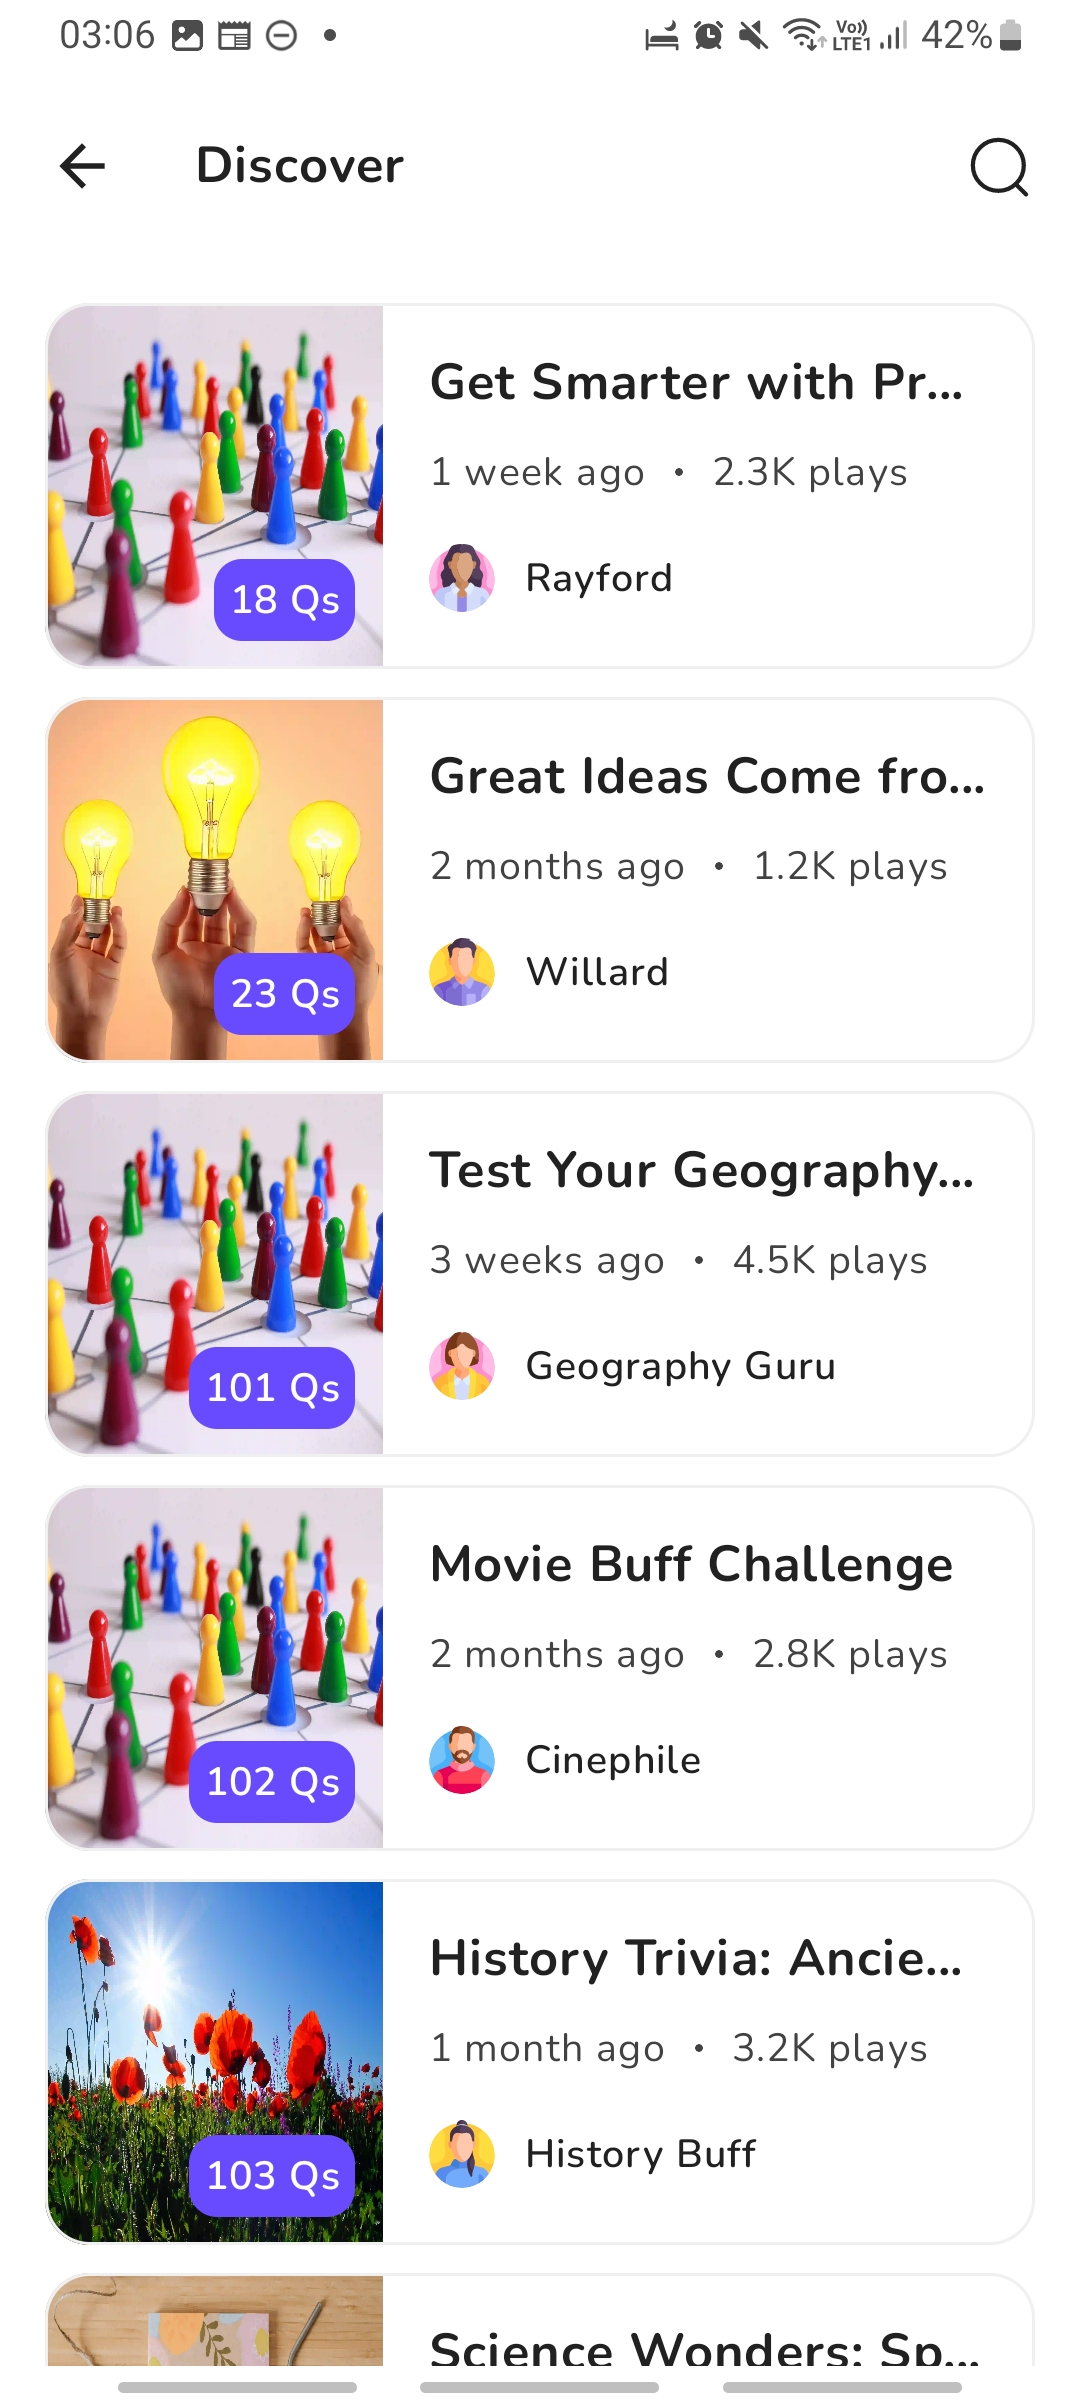 03:06
Vo)) LTE1 42%
Discover
Get Smarter with Pr...
1 week ago • 2.3K plays
Rayford
18 Qs
Great Ideas Come fro...
2 months ago • 1.2K plays
Willard
23 Qs
Test Your Geography...
3 weeks ago • 4.5K plays
Geography Guru
101 Qs
Movie Buff Challenge
2 months ago • 2.8K plays
Cinephile
102 Qs
History Trivia: Ancie...
1 month ago • 3.2K plays
History Buff
103 Qs
Science Wonders: Sp...